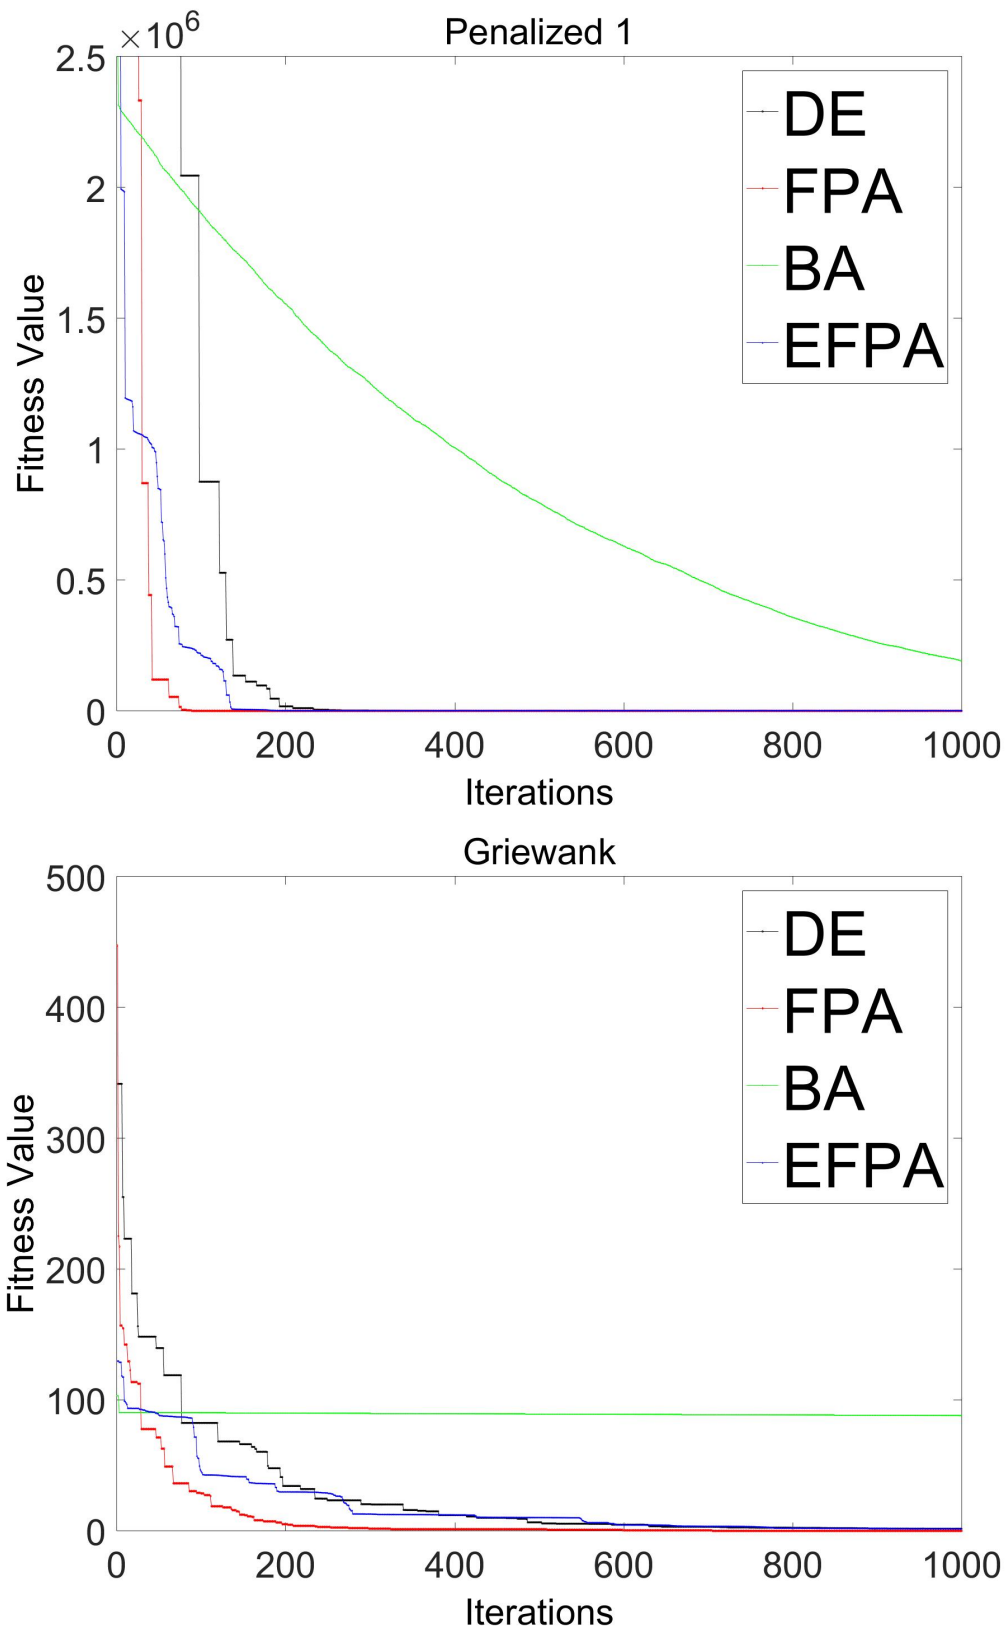 ×10⁶
Penalized 1
2.5
2
1.5
1
0.5
0
Fitness Value
DE
FPA
BA
EFPA
0 200 400 600 800 1000
Iterations
Griewank
500
400
300
200
100
0
Fitness Value
DE
FPA
BA
EFPA
0 200 400 600 800 1000
Iterations